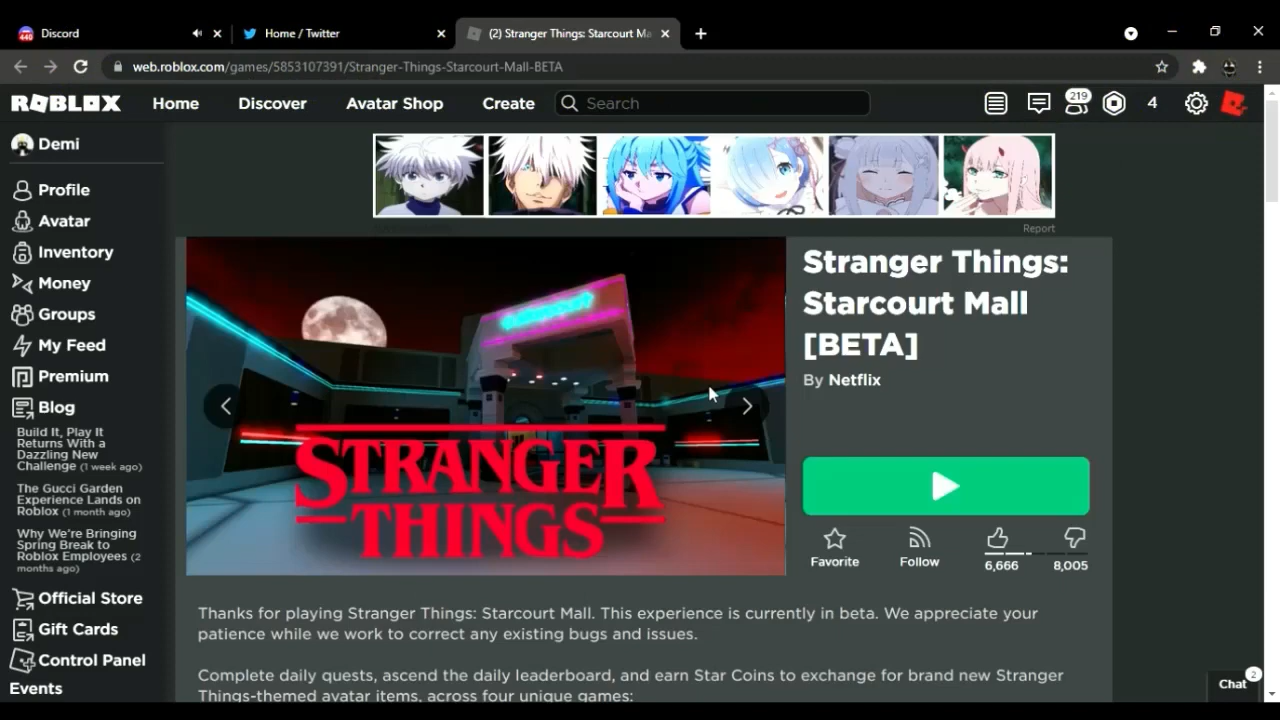 440
Discord
Home / Twitter
(2) Stranger Things: Starcourt Ma
web.roblox.com/games/5853107391/Stranger-Things-Starcourt-Mall-BETA
ROBLOX
Home
Discover
Avatar Shop
Create
Search
219
4
Demi
Profile
Avatar
Inventory
Money
Groups
My Feed
Premium
Blog
Build It, Play It
Returns With a
Dazzling New
Challenge (1 week ago)
The Gucci Garden
Experience Lands on
Roblox (1 month ago)
Why We're Bringing
Spring Break to
Roblox Employees (2
months ago)
Official Store
Gift Cards
Control Panel
Events
Report
STRANGER
THINGS
Stranger Things:
Starcourt Mall
[BETA]
By Netflix
Favorite
Follow
6,666
8,005
Thanks for playing Stranger Things: Starcourt Mall. This experience is currently in beta. We appreciate your
patience while we work to correct any existing bugs and issues.
Complete daily quests, ascend the daily leaderboard, and earn Star Coins to exchange for brand new Stranger
Things-themed avatar items, across four unique games:
Chat
2